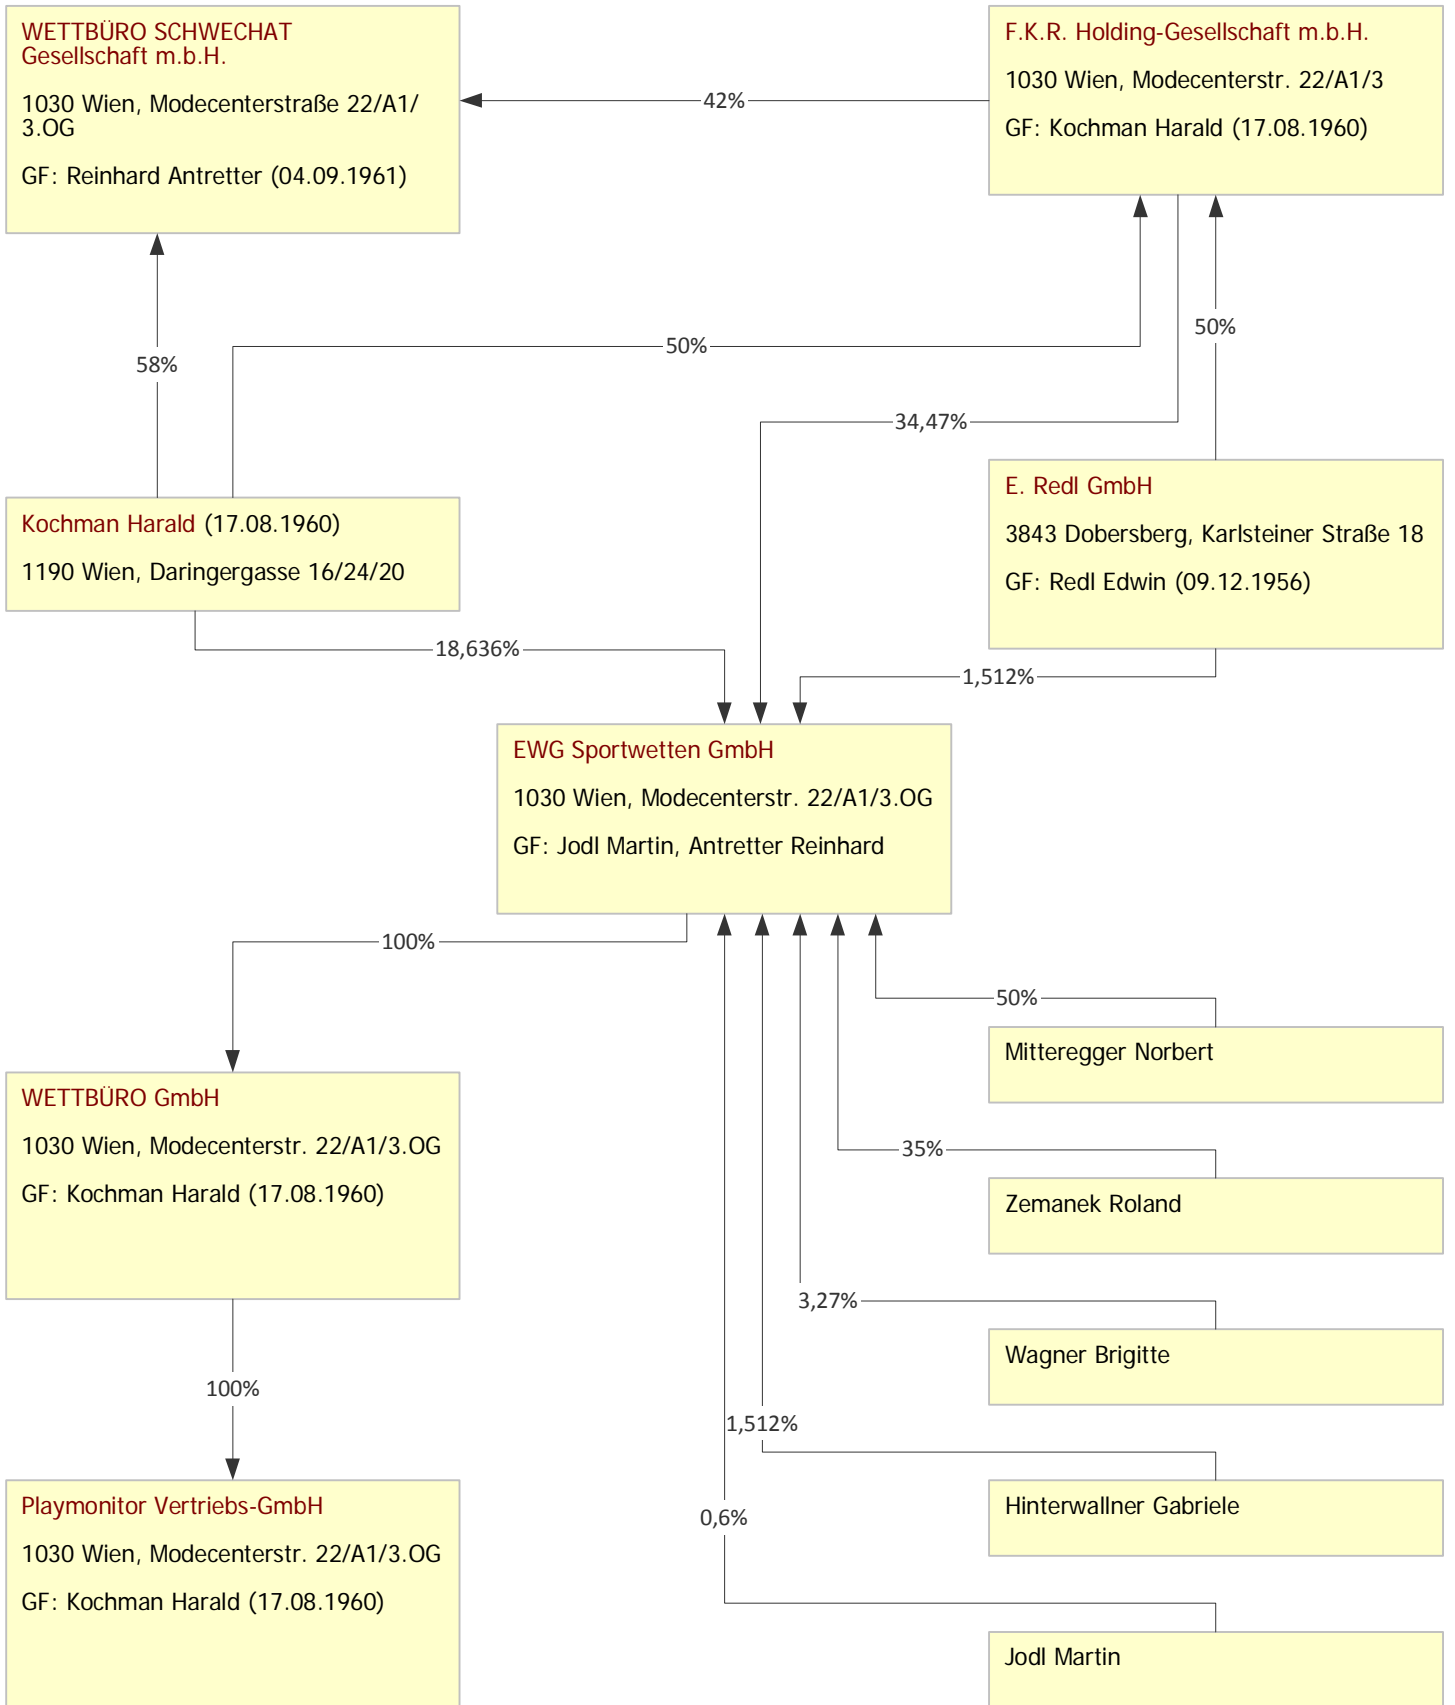 WETTBÜRO SCHWECHAT
Gesellschaft m.b.H.
1030 Wien, Modecenterstraße 22/A1/
3.OG
GF: Reinhard Antretter (04.09.1961)
42%
F.K.R. Holding-Gesellschaft m.b.H.
1030 Wien, Modecenterstr. 22/A1/3
GF: Kochman Harald (17.08.1960)
58%
50%
50%
34,47%
Kochman Harald (17.08.1960)
1190 Wien, Daringergasse 16/24/20
E. Redl GmbH
3843 Dobersberg, Karlsteiner Straße 18
GF: Redl Edwin (09.12.1956)
18,636%
1,512%
EWG Sportwetten GmbH
1030 Wien, Modecenterstr. 22/A1/3.OG
GF: Jodl Martin, Antretter Reinhard
100%
50%
Mitteregger Norbert
WETTBÜRO GmbH
1030 Wien, Modecenterstr. 22/A1/3.OG
GF: Kochman Harald (17.08.1960)
35%
Zemanek Roland
3,27%
Wagner Brigitte
100%
1,512%
Hinterwallner Gabriele
0,6%
Playmonitor Vertriebs-GmbH
1030 Wien, Modecenterstr. 22/A1/3.OG
GF: Kochman Harald (17.08.1960)
Jodl Martin